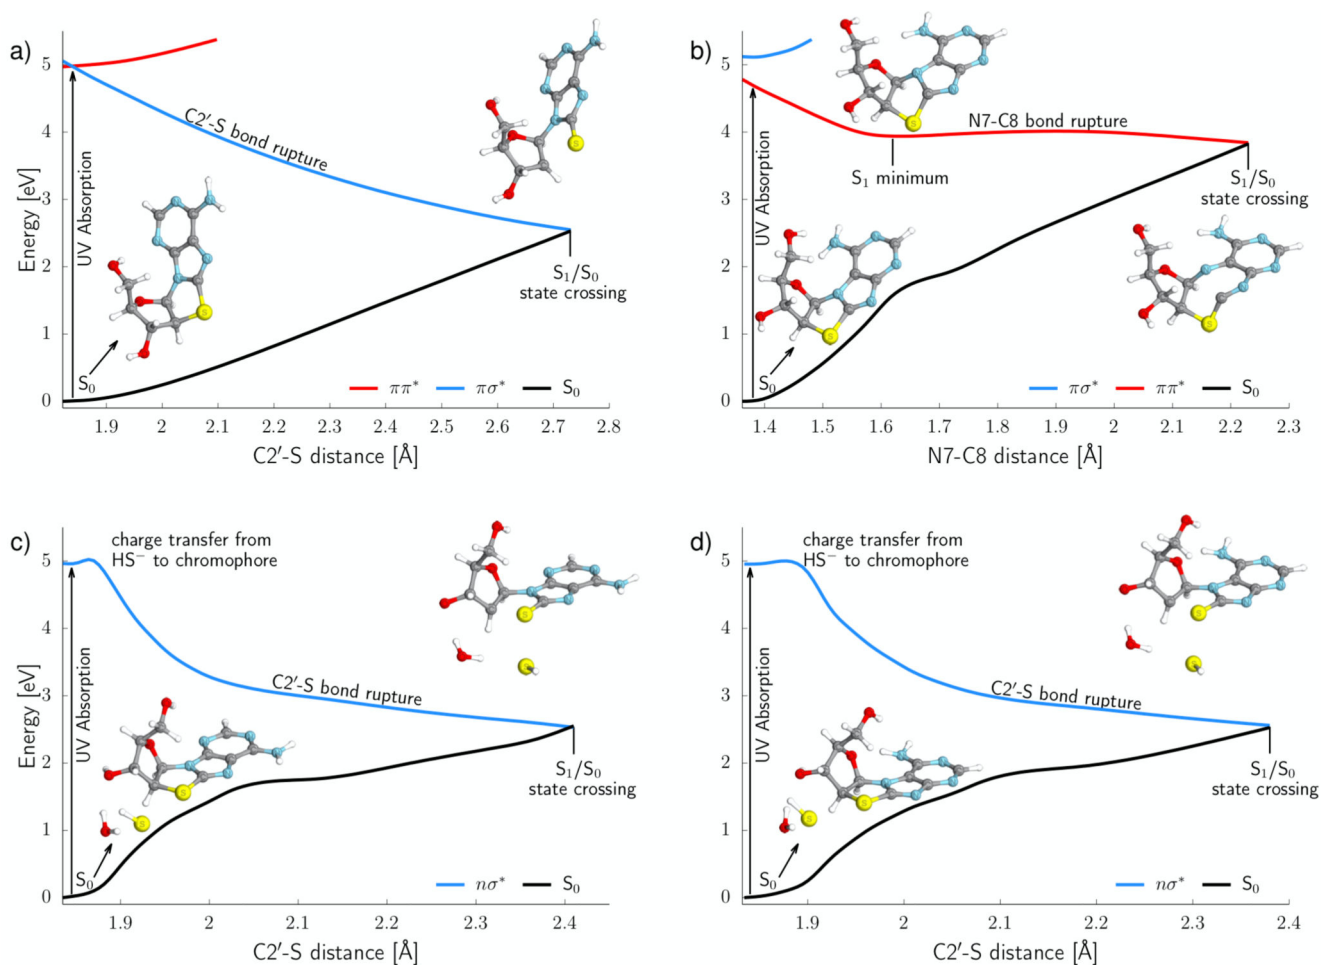 a)
Energy [eV]
5
4
3
2
1
0
UV Absorption
C2′-S bond rupture
S
S
S₀
S₁/S₀
state crossing
ππ* πσ* S₀
1.9 2 2.1 2.2 2.3 2.4 2.5 2.6 2.7 2.8
C2′-S distance [Å]
b)
5
4
3
2
1
0
UV Absorption
S
N7-C8 bond rupture
S₁ minimum
S₁/S₀
state crossing
S
S
S₀
πσ* ππ* S₀
1.4 1.5 1.6 1.7 1.8 1.9 2 2.1 2.2 2.3
N7-C8 distance [Å]
c)
charge transfer from
HS⁻ to chromophore
Energy [eV]
5
4
3
2
1
0
UV Absorption
S
S
C2′-S bond rupture
S
S
S₁/S₀
state crossing
S₀
nσ* S₀
1.9 2 2.1 2.2 2.3 2.4
C2′-S distance [Å]
d)
charge transfer from
HS⁻ to chromophore
5
4
3
2
1
0
UV Absorption
S
S
C2′-S bond rupture
S
S
S₁/S₀
state crossing
S₀
nσ* S₀
1.9 2 2.1 2.2 2.3
C2′-S distance [Å]